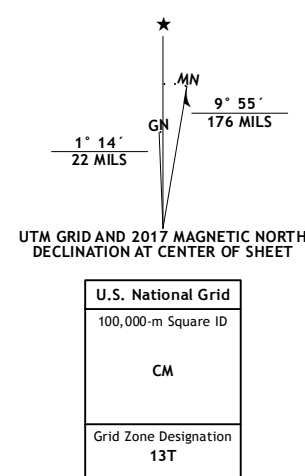 ★
MN
9° 55´
176 MILS
GN
1° 14´
22 MILS
UTM GRID AND 2017 MAGNETIC NORTH
DECLINATION AT CENTER OF SHEET
U.S. National Grid
100,000-m Square ID
CM
Grid Zone Designation
13T